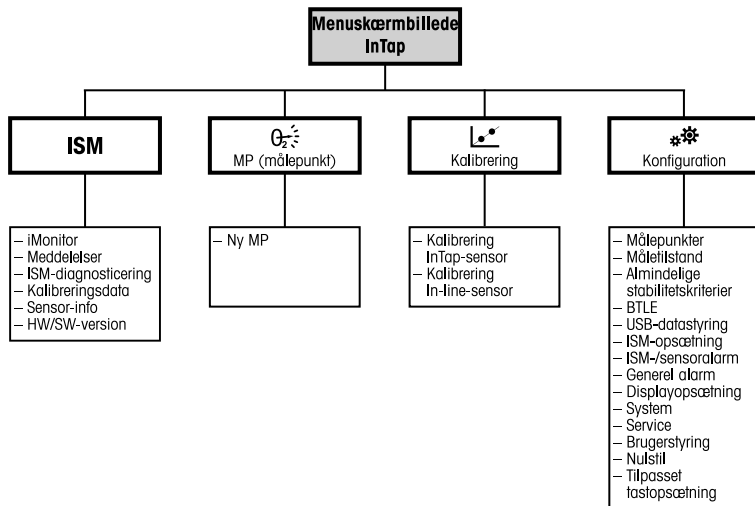 Menuskærmbillede
InTap
ISM
O₂
MP (målepunkt)
Kalibrering
Konfiguration
– iMonitor
– Meddelelser
– ISM-diagnosticering
– Kalibreringsdata
– Sensor-info
– HW/SW-version
– Ny MP
– Kalibrering
InTap-sensor
– Kalibrering
In-line-sensor
– Målepunkter
– Måletilstand
– Almindelige
stabilitetskriterier
– BTLE
– USB-datastyring
– ISM-opsætning
– ISM-/sensoralarm
– Generel alarm
– Displayopsætning
– System
– Service
– Brugerstyring
– Nulstil
– Tilpasset
tastopsætning